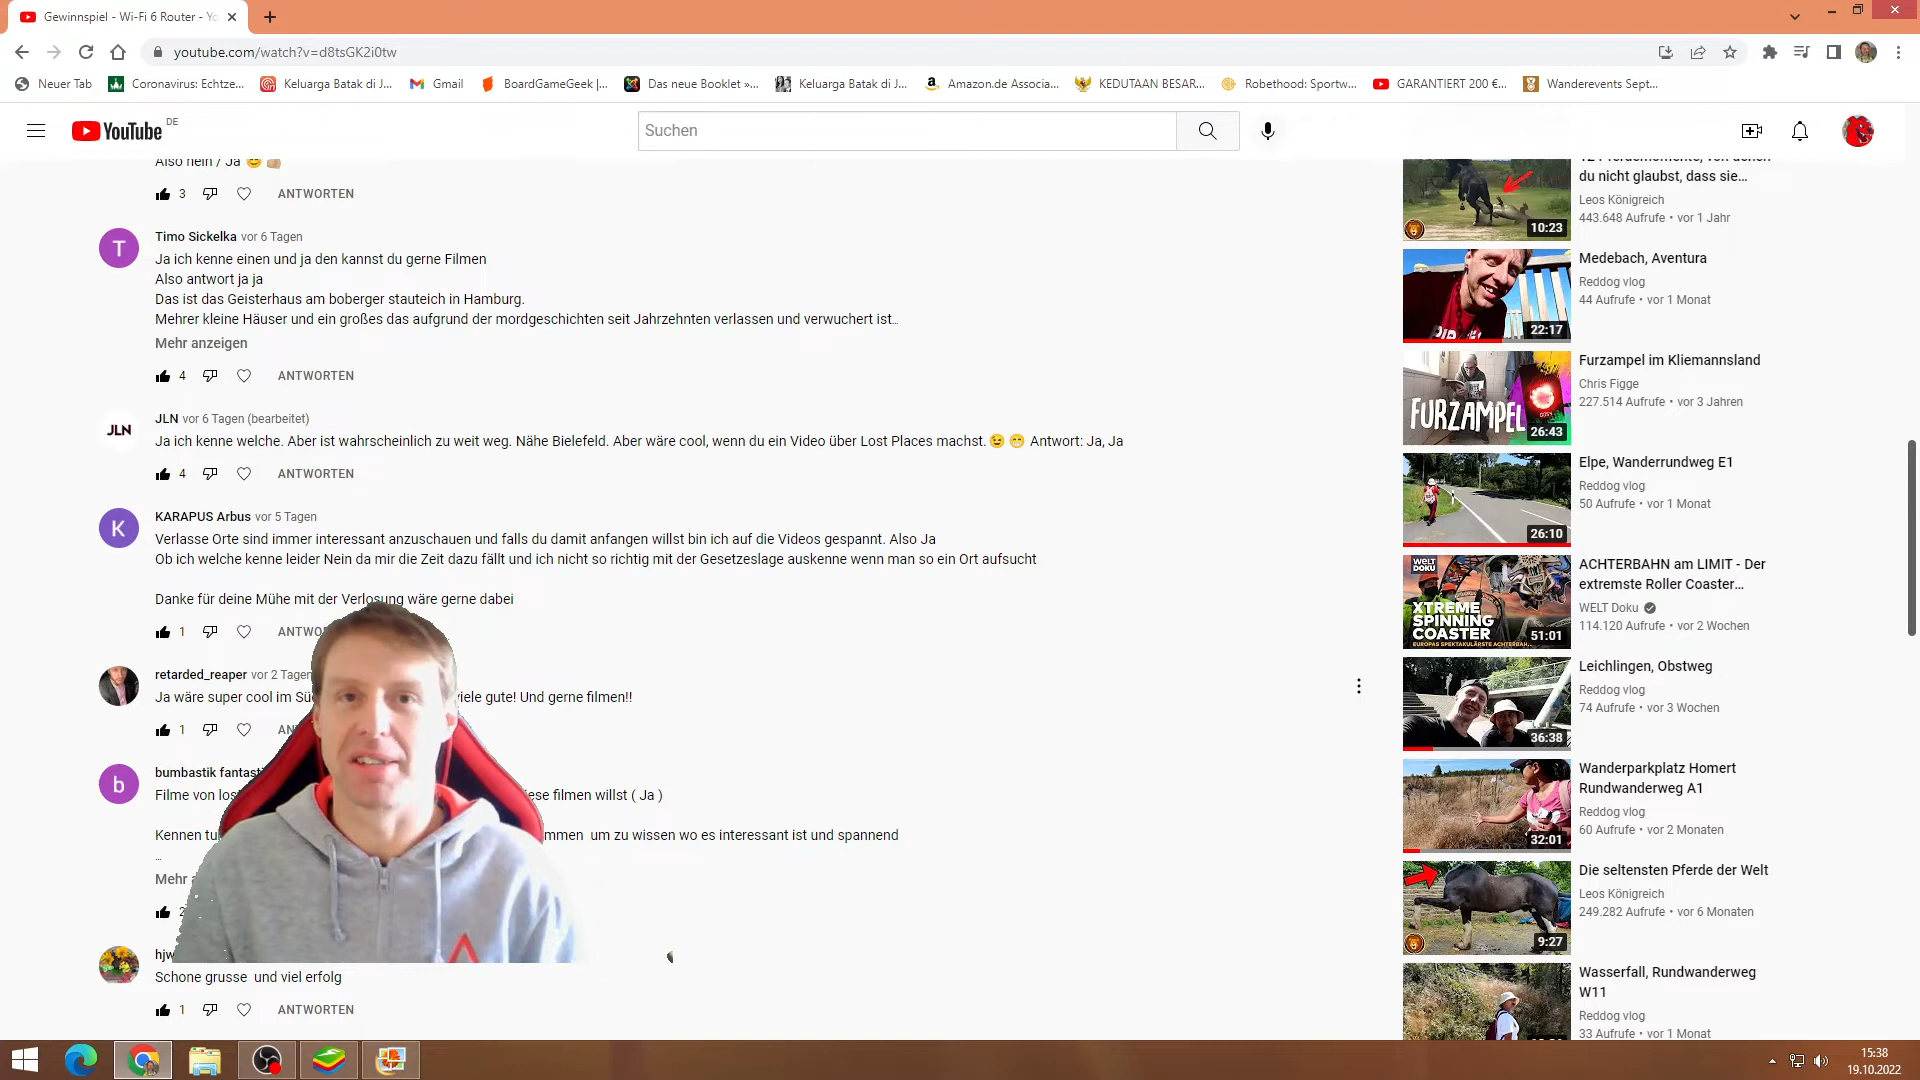 Gewinnspiel - Wi-Fi 6 Router - Yo
youtube.com/watch?v=d8tsGK2i0tw
Neuer Tab
Coronavirus: Echtze...
Keluarga Batak di J...
Gmail
BoardGameGeek |...
Das neue Booklet »...
Keluarga Batak di J...
Amazon.de Associa...
KEDUTAAN BESAR...
Robethood: Sportw...
GARANTIERT 200 €...
Wanderevents Sept...
YouTube DE
Suchen
Also nein / Ja 😊👍🏼
3 ANTWORTEN
T
Timo Sickelka vor 6 Tagen
Ja ich kenne einen und ja den kannst du gerne Filmen
Also antwort ja ja
Das ist das Geisterhaus am boberger stauteich in Hamburg.
Mehrer kleine Häuser und ein großes das aufgrund der mordgeschichten seit Jahrzehnten verlassen und verwuchert ist...
Mehr anzeigen
4 ANTWORTEN
JLN
JLN vor 6 Tagen (bearbeitet)
Ja ich kenne welche. Aber ist wahrscheinlich zu weit weg. Nähe Bielefeld. Aber wäre cool, wenn du ein Video über Lost Places machst.😉 😁 Antwort: Ja, Ja
4 ANTWORTEN
K
KARAPUS Arbus vor 5 Tagen
Verlasse Orte sind immer interessant anzuschauen und falls du damit anfangen willst bin ich auf die Videos gespannt. Also Ja
Ob ich welche kenne leider Nein da mir die Zeit dazu fällt und ich nicht so richtig mit der Gesetzeslage auskenne wenn man so ein Ort aufsucht
Danke für deine Mühe mit der Verlosung wäre gerne dabei
1 ANTWO
retarded_reaper vor 2 Tagen
Ja wäre super cool im Sü iele gute! Und gerne filmen!!
1 AN
b
bumbastik fantasti
Filme von los ese filmen willst ( Ja )
Kennen tu mmen um zu wissen wo es interessant ist und spannend
...
Mehr a
2
hjw
Schone grusse und viel erfolg
1 ANTWORTEN
du nicht glaubst, dass sie...
Leos Königreich
443.648 Aufrufe • vor 1 Jahr
10:23
Medebach, Aventura
Reddog vlog
44 Aufrufe • vor 1 Monat
22:17
Furzampel im Kliemannsland
Chris Figge
227.514 Aufrufe • vor 3 Jahren
FURZAMPEL
26:43
Elpe, Wanderrundweg E1
Reddog vlog
50 Aufrufe • vor 1 Monat
26:10
ACHTERBAHN am LIMIT - Der
extremste Roller Coaster...
WELT Doku
114.120 Aufrufe • vor 2 Wochen
WELT
DOKU
XTREME
SPINNING
COASTER
51:01
Leichlingen, Obstweg
Reddog vlog
74 Aufrufe • vor 3 Wochen
36:38
Wanderparkplatz Homert
Rundwanderweg A1
Reddog vlog
60 Aufrufe • vor 2 Monaten
32:01
Die seltensten Pferde der Welt
Leos Königreich
249.282 Aufrufe • vor 6 Monaten
9:27
Wasserfall, Rundwanderweg
W11
Reddog vlog
33 Aufrufe • vor 1 Monat
15:38
19.10.2022